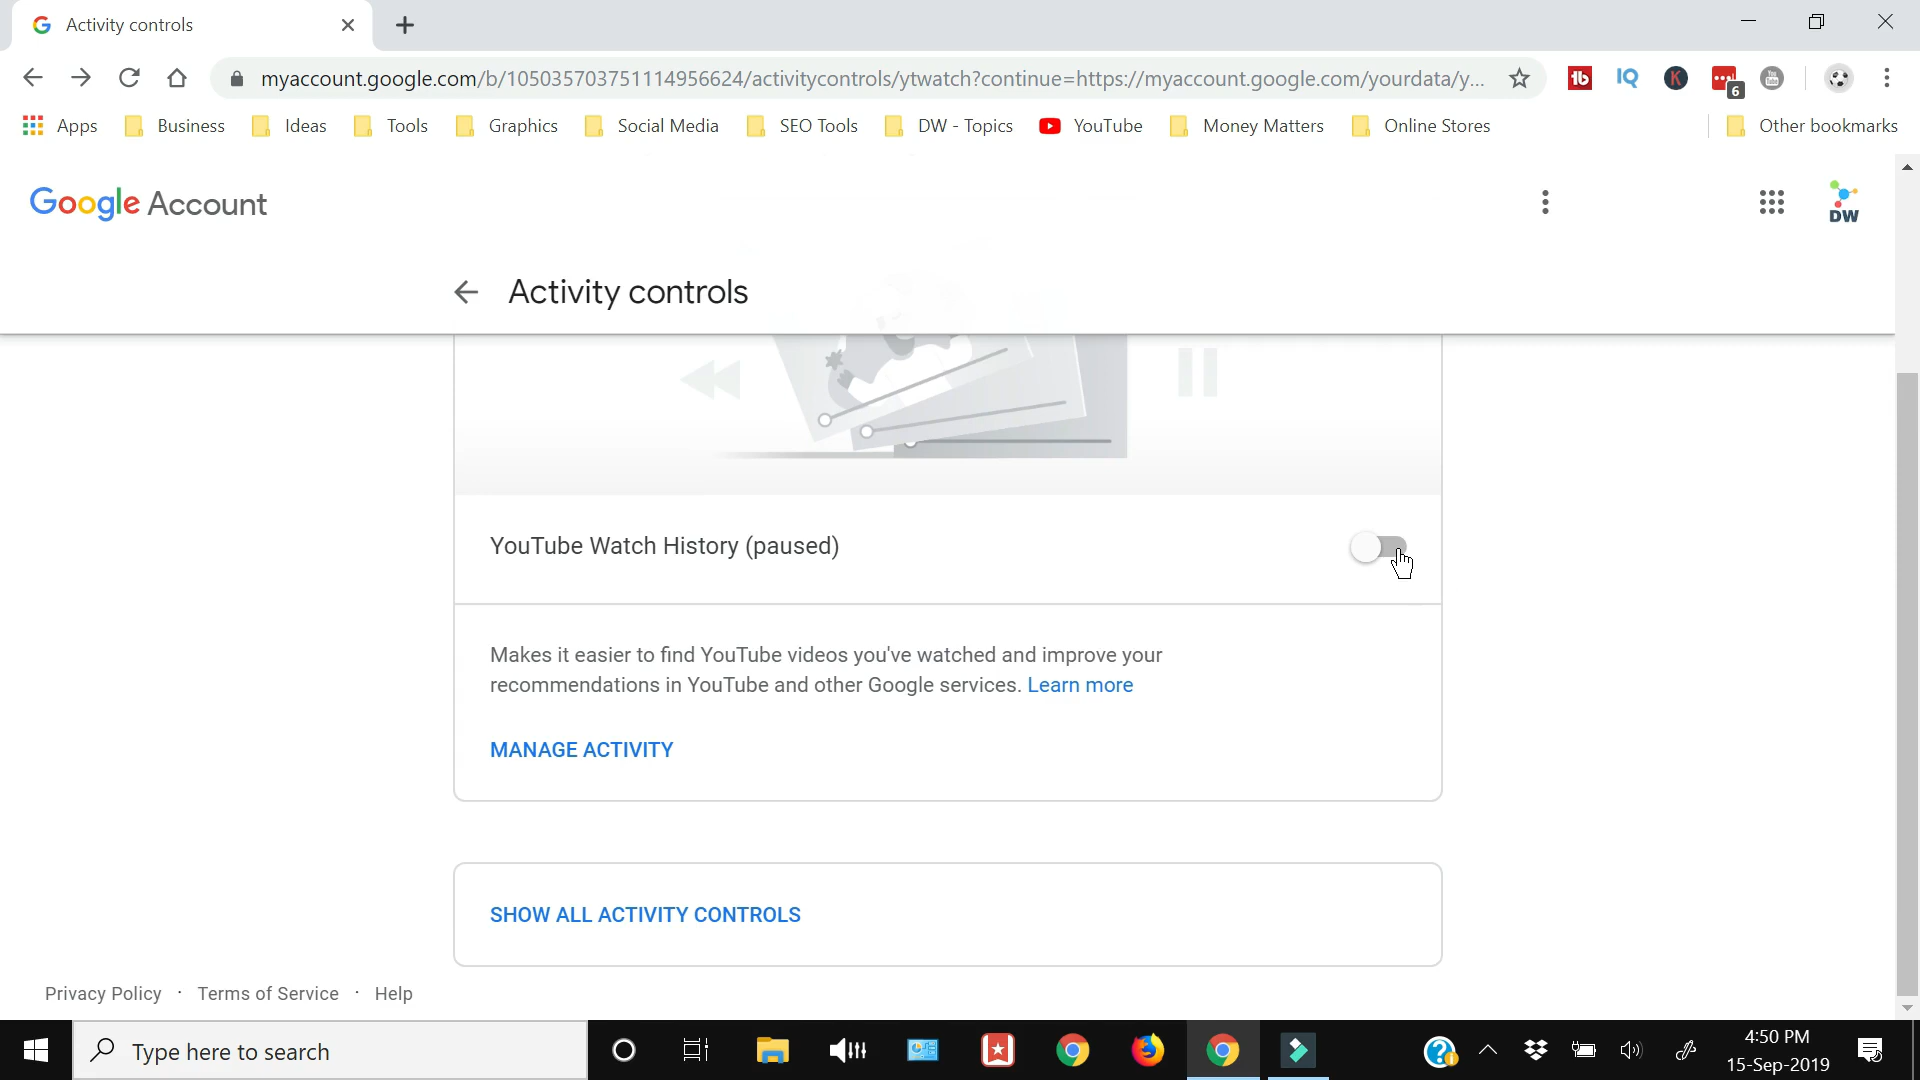 Activity controls
myaccount.google.com/b/105035703751114956624/activitycontrols/ytwatch?continue=https://myaccount.google.com/yourdata/y...
1b IQ K 6
Apps Business Ideas Tools Graphics Social Media SEO Tools DW - Topics YouTube Money Matters Online Stores Other bookmarks
Google Account
DW
Activity controls
YouTube Watch History (paused)
Makes it easier to find YouTube videos you've watched and improve your
recommendations in YouTube and other Google services. Learn more
MANAGE ACTIVITY
SHOW ALL ACTIVITY CONTROLS
Privacy Policy · Terms of Service · Help
Type here to search
4:50 PM
15-Sep-2019